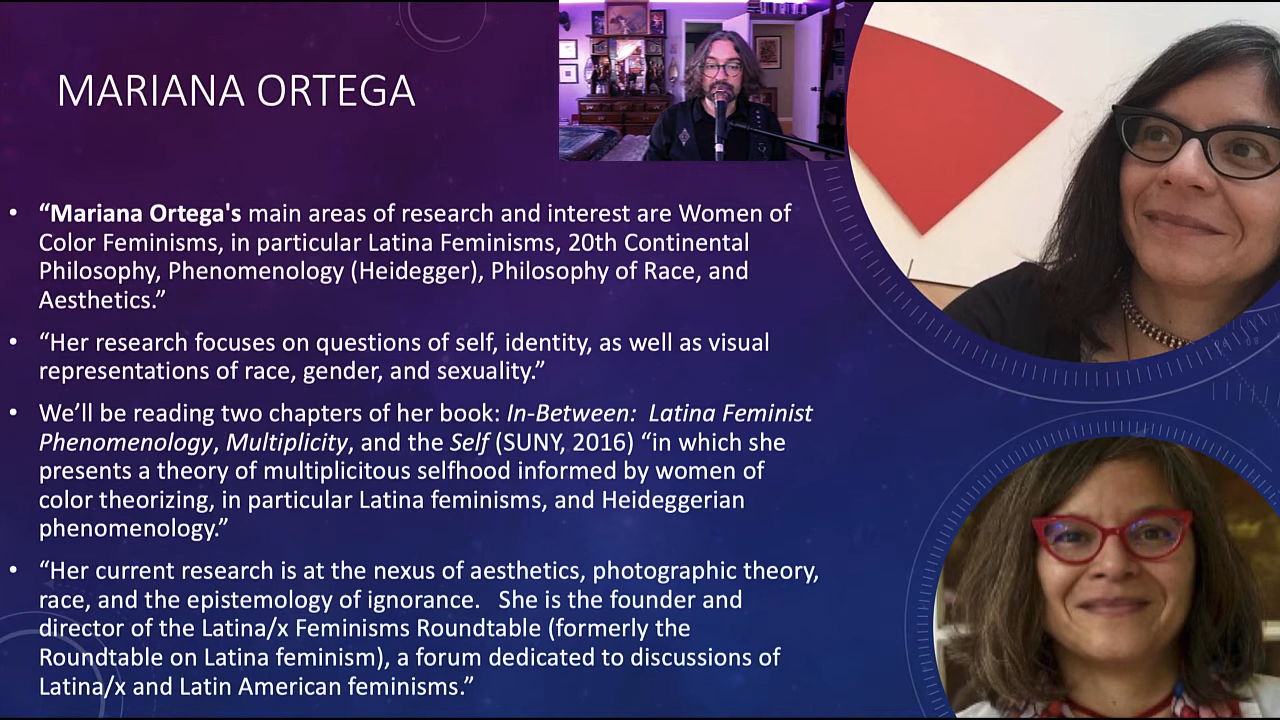 MARIANA ORTEGA
• “Mariana Ortega's main areas of research and interest are Women of
Color Feminisms, in particular Latina Feminisms, 20th Continental
Philosophy, Phenomenology (Heidegger), Philosophy of Race, and
Aesthetics.”
• “Her research focuses on questions of self, identity, as well as visual
representations of race, gender, and sexuality.”
• We’ll be reading two chapters of her book: In-Between:  Latina Feminist
Phenomenology, Multiplicity, and the Self (SUNY, 2016) “in which she
presents a theory of multiplicitous selfhood informed by women of
color theorizing, in particular Latina feminisms, and Heideggerian
phenomenology.”
• “Her current research is at the nexus of aesthetics, photographic theory,
race, and the epistemology of ignorance.   She is the founder and
director of the Latina/x Feminisms Roundtable (formerly the
Roundtable on Latina feminism), a forum dedicated to discussions of
Latina/x and Latin American feminisms.”